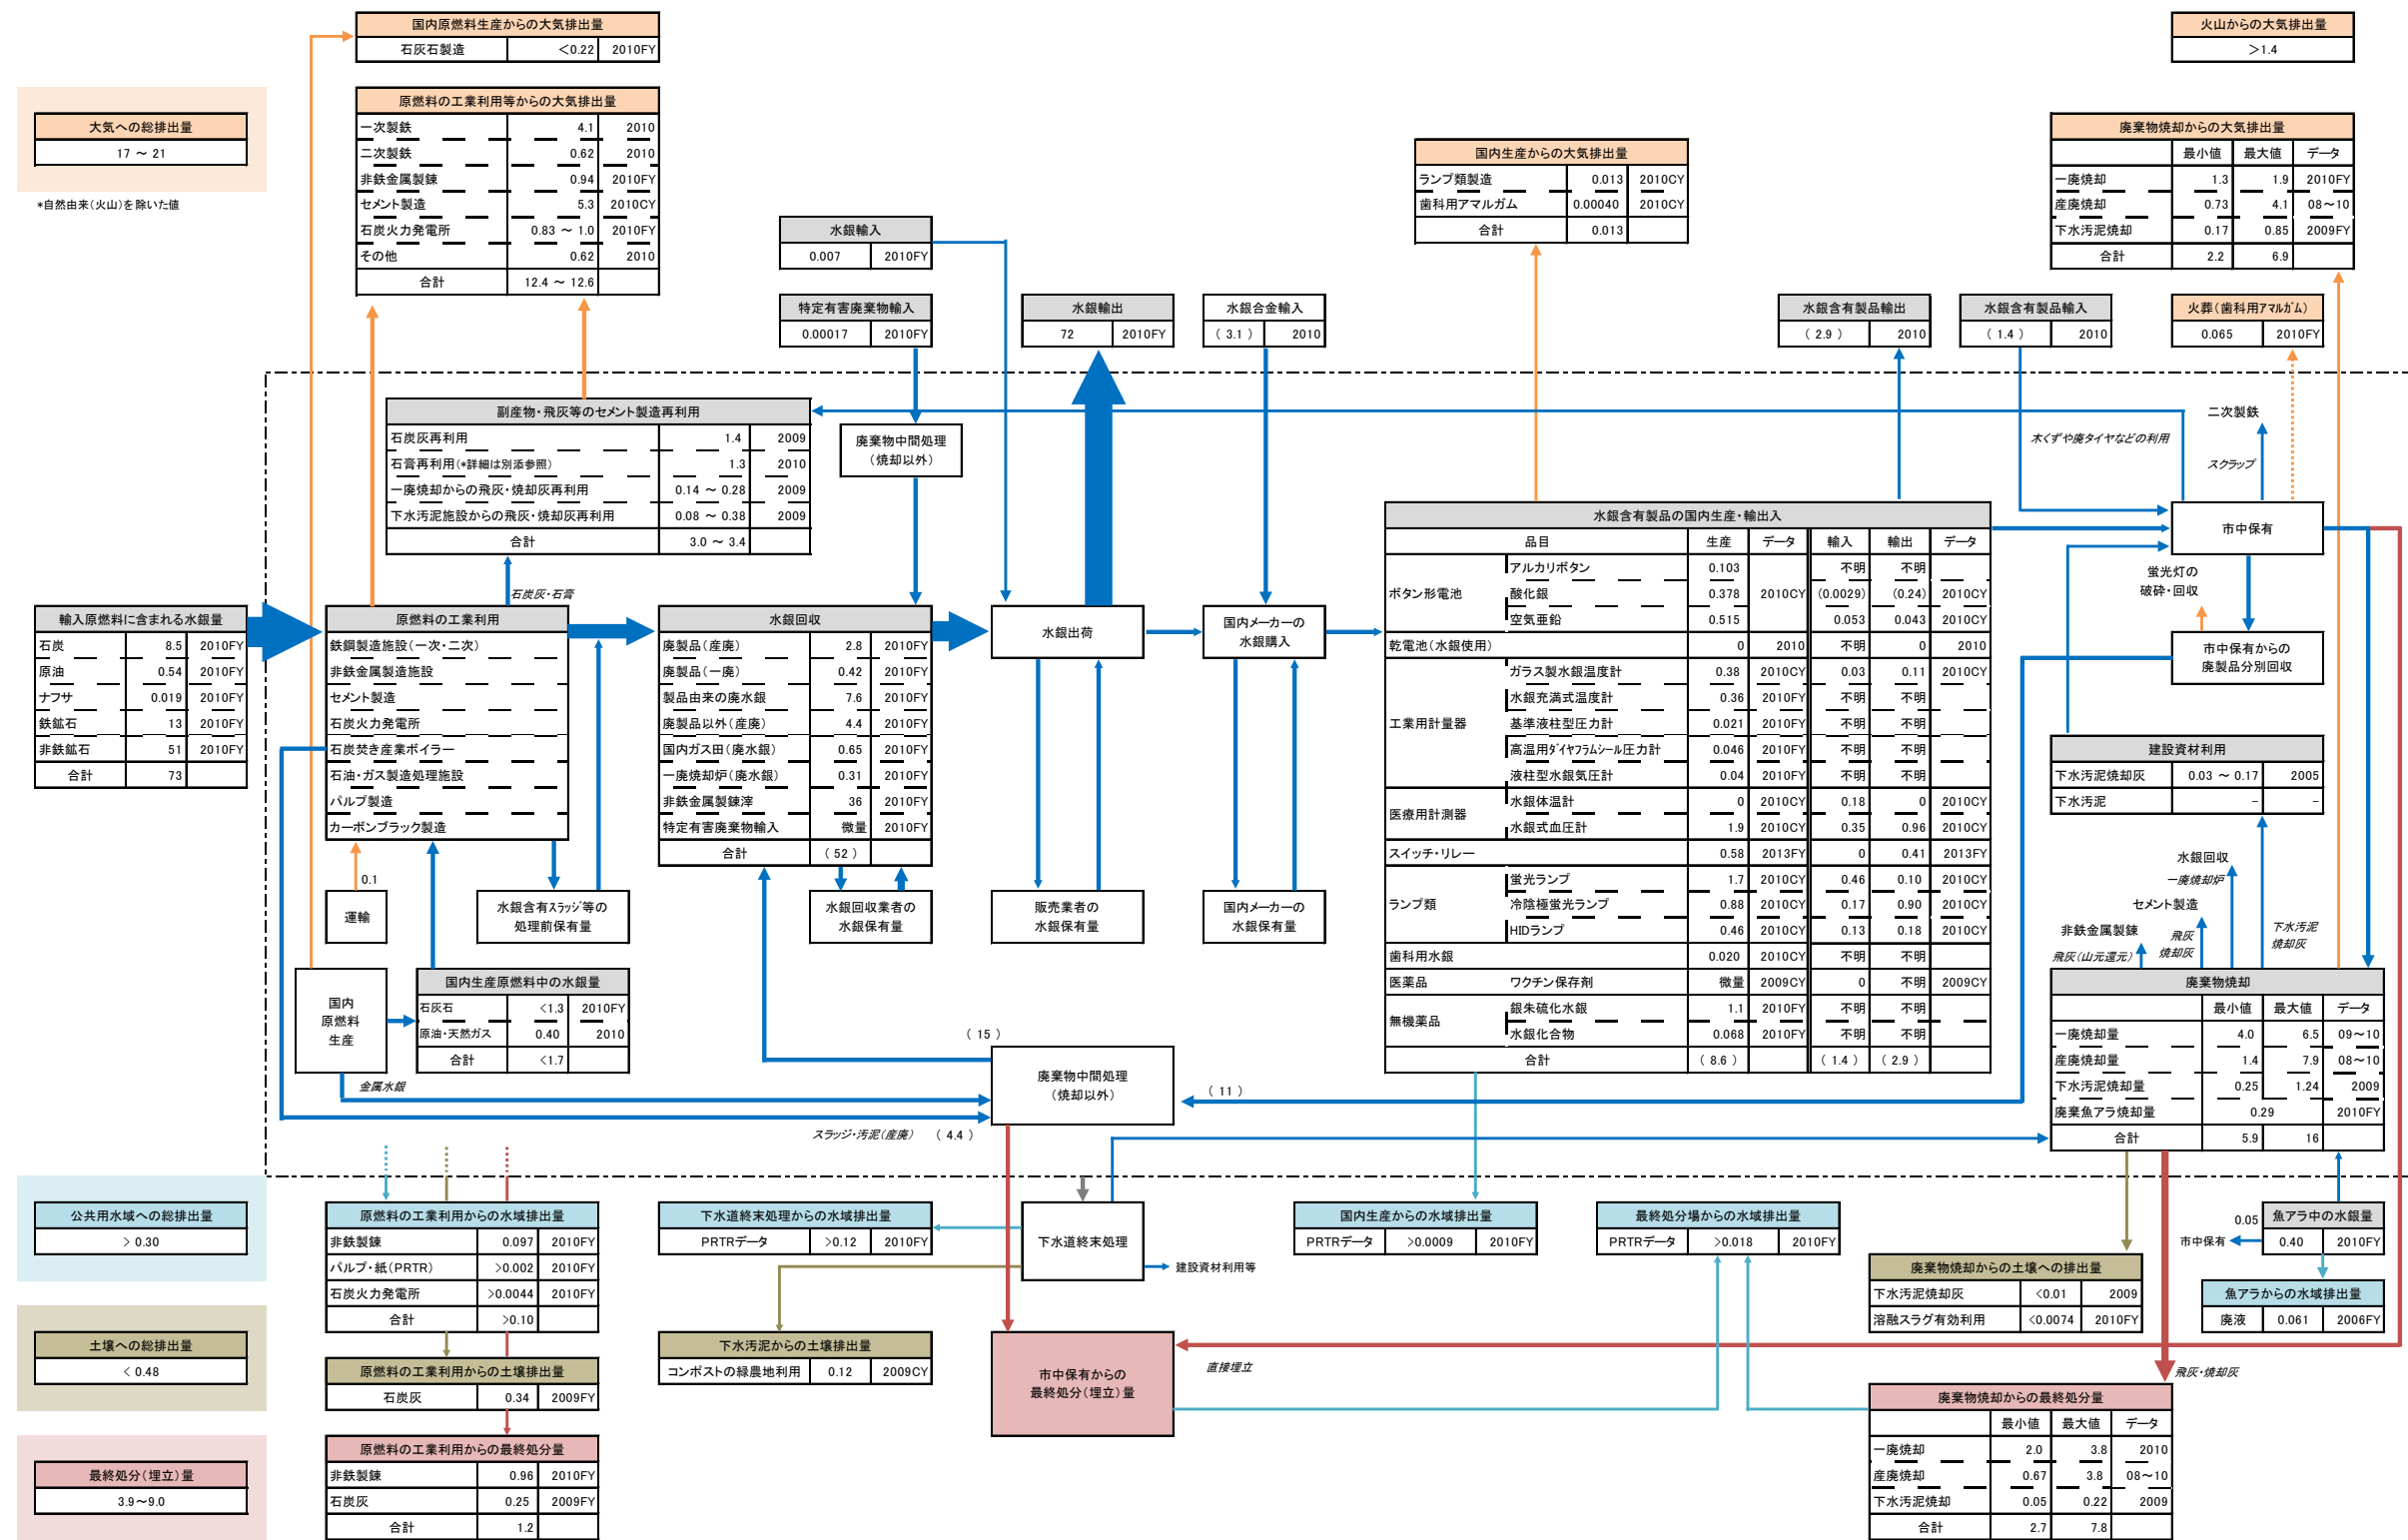 国内原燃料生産からの大気排出量
石灰石製造 <0.22 2010FY
火山からの大気排出量
>1.4
大気への総排出量
17 ～ 21
*自然由来(火山)を除いた値
原燃料の工業利用等からの大気排出量
一次製鉄 4.1 2010
二次製鉄 0.62 2010
非鉄金属製錬 0.94 2010FY
セメント製造 5.3 2010CY
石炭火力発電所 0.83 ～ 1.0 2010FY
その他 0.62 2010
合計 12.4 ～ 12.6
水銀輸入
0.007 2010FY
特定有害廃棄物輸入
0.00017 2010FY
水銀輸出
72 2010FY
水銀合金輸入
( 3.1 ) 2010
国内生産からの大気排出量
ランプ類製造 0.013 2010CY
歯科用アマルガム 0.00040 2010CY
合計 0.013
水銀含有製品輸出
( 2.9 ) 2010
水銀含有製品輸入
( 1.4 ) 2010
廃棄物焼却からの大気排出量
最小値 最大値 データ
一廃焼却 1.3 1.9 2010FY
産廃焼却 0.73 4.1 08～10
下水汚泥焼却 0.17 0.85 2009FY
合計 2.2 6.9
火葬(歯科用アマルガム)
0.065 2010FY
副産物・飛灰等のセメント製造再利用
石炭灰再利用 1.4 2009
石膏再利用(*詳細は別添参照) 1.3 2010
一廃焼却からの飛灰・焼却灰再利用 0.14 ～ 0.28 2009
下水汚泥施設からの飛灰・焼却灰再利用 0.08 ～ 0.38 2009
合計 3.0 ～ 3.4
廃棄物中間処理
(焼却以外)
木くずや廃タイヤなどの利用
二次製鉄
スクラップ
市中保有
蛍光灯の
破砕・回収
市中保有からの
廃製品分別回収
石炭灰・石膏
輸入原燃料に含まれる水銀量
石炭 8.5 2010FY
原油 0.54 2010FY
ナフサ 0.019 2010FY
鉄鉱石 13 2010FY
非鉄鉱石 51 2010FY
合計 73
原燃料の工業利用
鉄鋼製造施設(一次・二次)
非鉄金属製造施設
セメント製造
石炭火力発電所
石炭焚き産業ボイラー
石油・ガス製造処理施設
パルプ製造
カーボンブラック製造
水銀回収
廃製品(産廃) 2.8 2010FY
廃製品(一廃) 0.42 2010FY
製品由来の廃水銀 7.6 2010FY
廃製品以外(産廃) 4.4 2010FY
国内ガス田(廃水銀) 0.65 2010FY
一廃焼却炉(廃水銀) 0.31 2010FY
非鉄金属製錬滓 36 2010FY
特定有害廃棄物輸入 微量 2010FY
合計 ( 52 )
水銀出荷
国内メーカーの
水銀購入
水銀含有製品の国内生産・輸出入
品目 生産 データ 輸入 輸出 データ
ボタン形電池 アルカリボタン 0.103 2010CY 不明 不明
酸化銀 0.378 (0.0029) (0.24) 2010CY
空気亜鉛 0.515 0.053 0.043 2010CY
乾電池(水銀使用) 0 2010 不明 0 2010
工業用計量器 ガラス製水銀温度計 0.38 2010CY 0.03 0.11 2010CY
水銀充満式温度計 0.36 2010FY 不明 不明
基準液柱型圧力計 0.021 2010FY 不明 不明
高温用ダイヤフラムシール圧力計 0.046 2010FY 不明 不明
液柱型水銀気圧計 0.04 2010FY 不明 不明
医療用計測器 水銀体温計 0 2010CY 0.18 0 2010CY
水銀式血圧計 1.9 2010CY 0.35 0.96 2010CY
スイッチ・リレー 0.58 2013FY 0 0.41 2013FY
ランプ類 蛍光ランプ 1.7 2010CY 0.46 0.10 2010CY
冷陰極蛍光ランプ 0.88 2010CY 0.17 0.90 2010CY
HIDランプ 0.46 2010CY 0.13 0.18 2010CY
歯科用水銀 0.020 2010CY 不明 不明
医薬品 ワクチン保存剤 微量 2009CY 0 不明 2009CY
無機薬品 銀朱硫化水銀 1.1 2010FY 不明 不明
水銀化合物 0.068 2010FY 不明 不明
合計 ( 8.6 ) ( 1.4 ) ( 2.9 )
建設資材利用
下水汚泥焼却灰 0.03 ～ 0.17 2005
下水汚泥 － －
0.1
運輸
水銀含有スラッジ等の
処理前保有量
水銀回収業者の
水銀保有量
販売業者の
水銀保有量
国内メーカーの
水銀保有量
水銀回収
一廃焼却炉
セメント製造
飛灰
焼却灰
下水汚泥
焼却灰
非鉄金属製錬
飛灰(山元還元)
国内
原燃料
生産
国内生産原燃料中の水銀量
石灰石 <1.3 2010FY
原油・天然ガス 0.40 2010
合計 <1.7
金属水銀
( 15 )
廃棄物中間処理
(焼却以外)
( 11 )
スラッジ・汚泥(産廃) ( 4.4 )
廃棄物焼却
最小値 最大値 データ
一廃焼却量 4.0 6.5 09～10
産廃焼却量 1.4 7.9 08～10
下水汚泥焼却量 0.25 1.24 2009
廃棄魚アラ焼却量 0.29 2010FY
合計 5.9 16
公共用水域への総排出量
> 0.30
原燃料の工業利用からの水域排出量
非鉄製錬 0.097 2010FY
パルプ・紙(PRTR) >0.002 2010FY
石炭火力発電所 >0.0044 2010FY
合計 >0.10
下水道終末処理からの水域排出量
PRTRデータ >0.12 2010FY
下水道終末処理
建設資材利用等
国内生産からの水域排出量
PRTRデータ >0.0009 2010FY
最終処分場からの水域排出量
PRTRデータ >0.018 2010FY
0.05
市中保有
魚アラ中の水銀量
0.40 2010FY
廃棄物焼却からの土壌への排出量
下水汚泥焼却灰 <0.01 2009
溶融スラグ有効利用 <0.0074 2010FY
魚アラからの水域排出量
廃液 0.061 2006FY
土壌への総排出量
< 0.48
原燃料の工業利用からの土壌排出量
石炭灰 0.34 2009FY
下水汚泥からの土壌排出量
コンポストの緑農地利用 0.12 2009CY
市中保有からの
最終処分(埋立)量
直接埋立
飛灰・焼却灰
最終処分(埋立)量
3.9～9.0
原燃料の工業利用からの最終処分量
非鉄製錬 0.96 2010FY
石炭灰 0.25 2009FY
合計 1.2
廃棄物焼却からの最終処分量
最小値 最大値 データ
一廃焼却 2.0 3.8 2010
産廃焼却 0.67 3.8 08～10
下水汚泥焼却 0.05 0.22 2009
合計 2.7 7.8